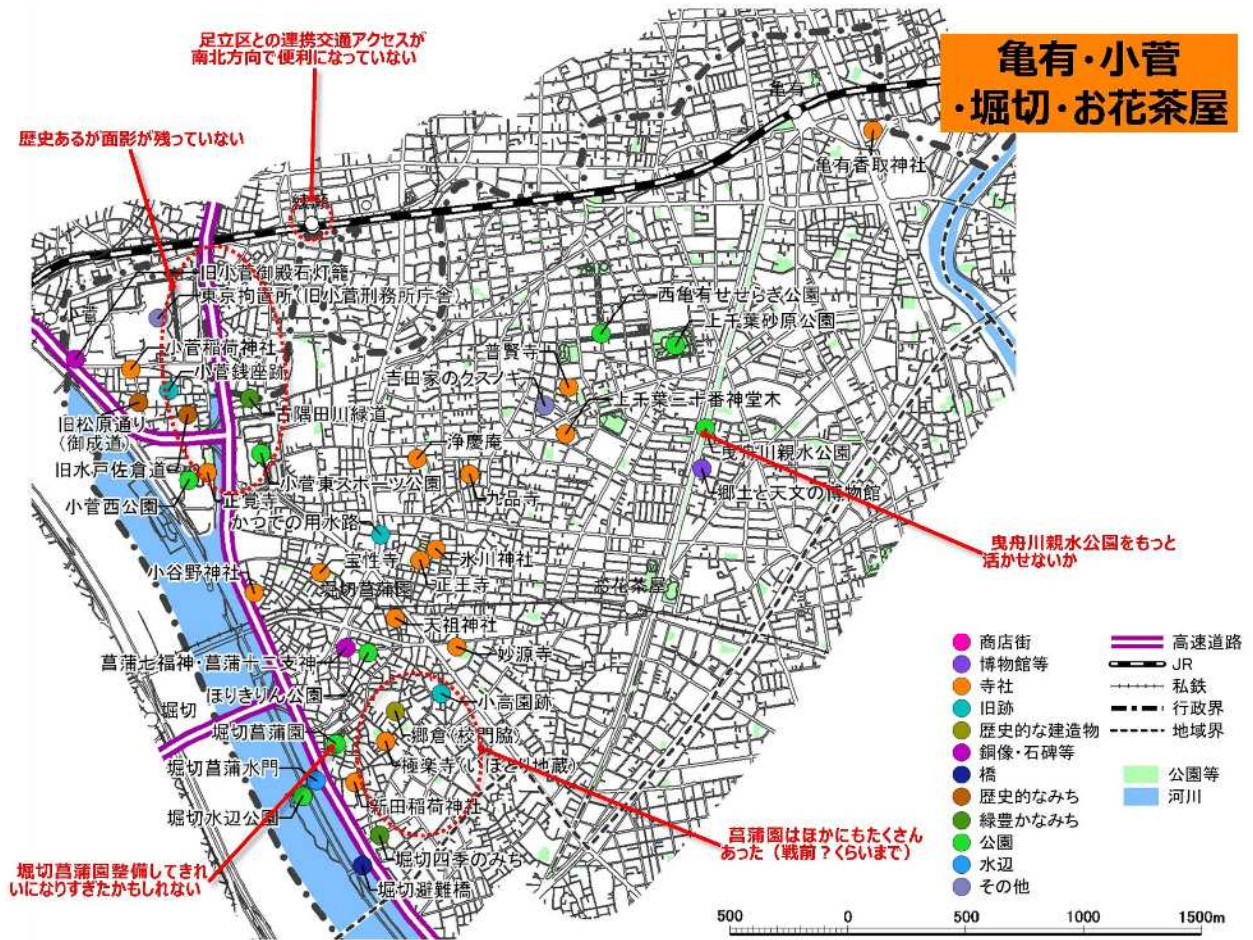 亀有・小菅
・堀切・お花茶屋
足立区との連携交通アクセスが
南北方向で便利になっていない
歴史あるが面影が残っていない
亀有
亀有香取神社
綾瀬
旧小菅御殿石灯籠
東京拘置所(旧小菅刑務所庁舎)
小菅
小菅稲荷神社
小菅銭座跡
西亀有せせらぎ公園
上千葉砂原公園
普賢寺
吉田家のクスノキ
上千葉三十番神堂木
古隅田川緑道
旧松原通り
(御成道)
旧水戸佐倉道
小菅東スポーツ公園
小菅西公園
正覚寺
浄慶庵
九品寺
曳舟川親水公園
郷土と天文の博物館
かつての用水路
曳舟川親水公園をもっと
活かせないか
宝性寺
氷川神社
正王寺
小谷野神社
堀切菖蒲園
お花茶屋
天祖神社
妙源寺
菖蒲七福神・菖蒲十二支神
ほりきりん公園
小高園跡
堀切
堀切菖蒲園
郷倉(校門脇)
極楽寺(いぼとり地蔵)
堀切菖蒲水門
新田稲荷神社
堀切水辺公園
堀切四季のみち
堀切避難橋
堀切菖蒲園整備してきれ
いになりすぎたかもしれない
菖蒲園はほかにもたくさん
あった(戦前?くらいまで)
商店街
博物館等
寺社
旧跡
歴史的な建造物
銅像・石碑等
橋
歴史的なみち
緑豊かなみち
公園
水辺
その他
高速道路
JR
私鉄
行政界
地域界
公園等
河川
500 0 500 1000 1500m